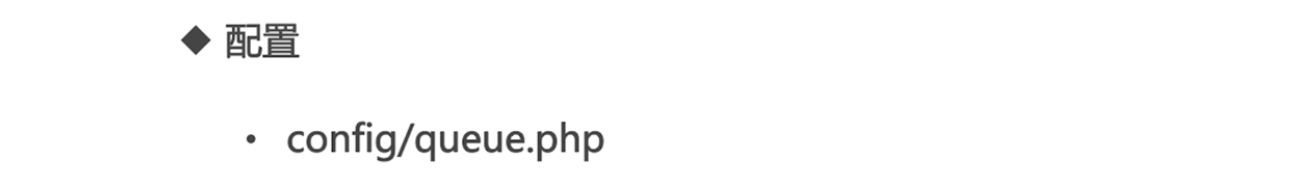 ◆ 配置
• config/queue.php